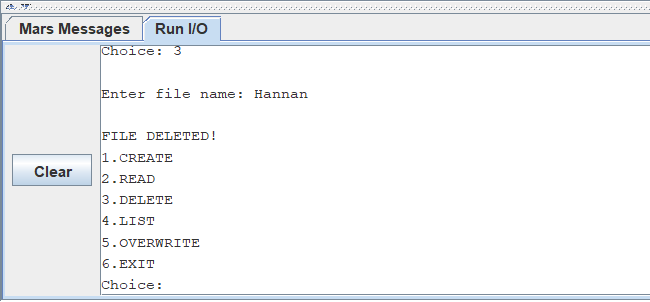 Mars Messages Run I/O
Choice: 3
Enter file name: Hannan
FILE DELETED!
1.CREATE
2.READ
Clear
3.DELETE
4.LIST
5.OVERWRITE
6.EXIT
Choice: